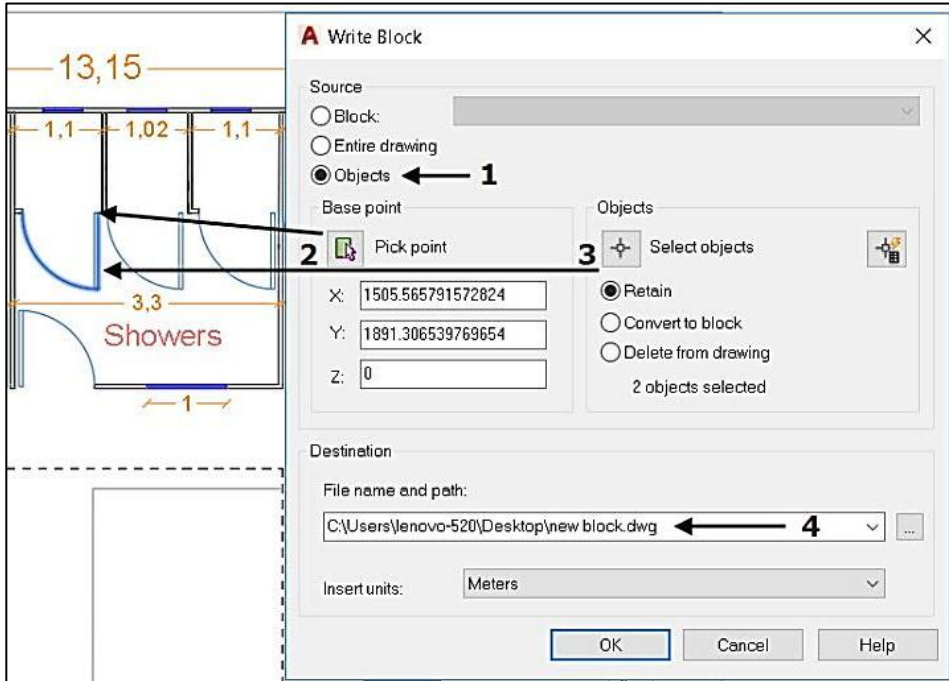 13,15
1,1
1,02
1,1
3,3
Showers
1
A Write Block
Source
Block:
Entire drawing
Objects
1
Base point
2
Pick point
X: 1505.565791572824
Y: 1891.306539769654
Z: 0
Objects
3
Select objects
Retain
Convert to block
Delete from drawing
2 objects selected
Destination
File name and path:
C:\Users\lenovo-520\Desktop\new block.dwg
4
...
Insert units: Meters
OK
Cancel
Help